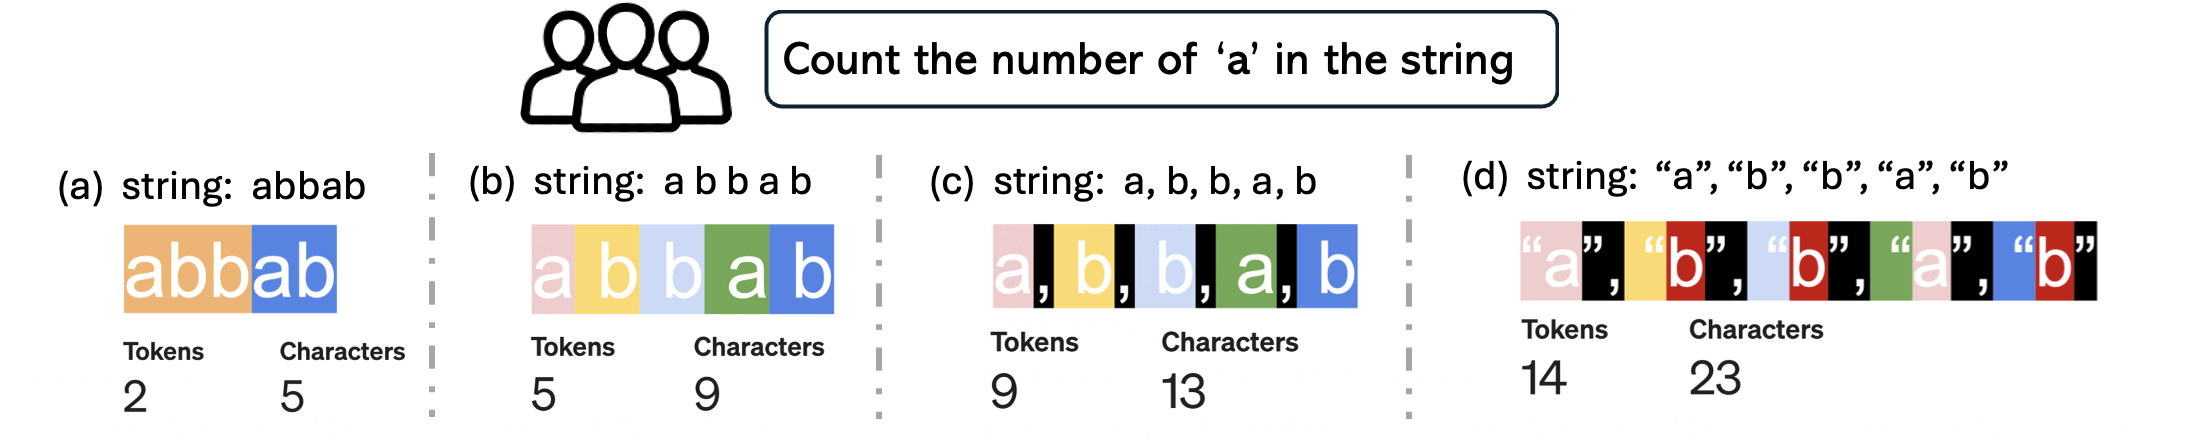 Count the number of ‘a’ in the string
(a) string: abbab
abbab
Tokens Characters
2 5
(b) string: a b b a b
a b b a b
Tokens Characters
5 9
(c) string: a, b, b, a, b
a, b, b, a, b
Tokens Characters
9 13
(d) string: “a”, “b”, “b”, “a”, “b”
“a”, “b”, “b”, “a”, “b”
Tokens Characters
14 23